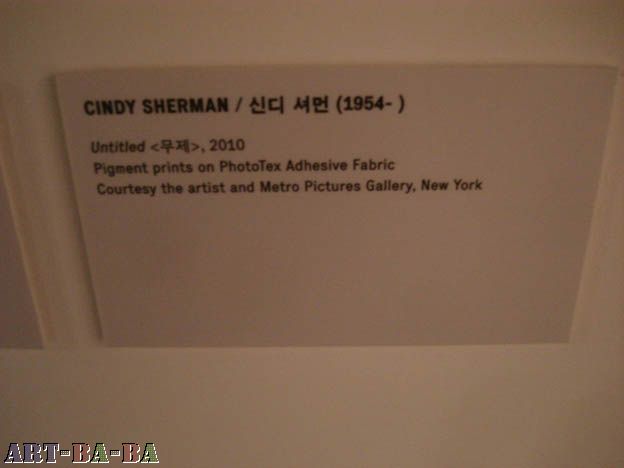 CINDY SHERMAN / 신디 셔먼 (1954- )
Untitled <무제>, 2010
Pigment prints on PhotoTex Adhesive Fabric
Courtesy the artist and Metro Pictures Gallery, New York
ART-BA-BA